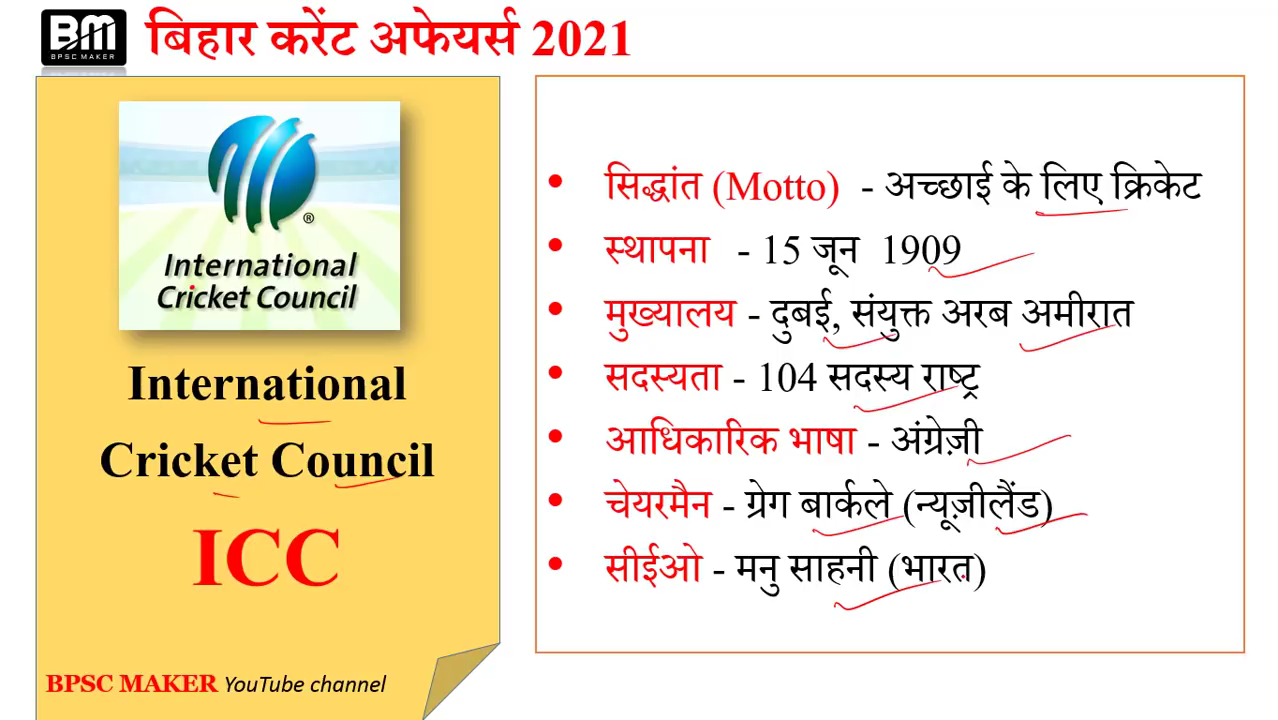 BM
BPSC MAKER
बिहार करेंट अफेयर्स 2021
International
Cricket Council
®
International
Cricket Council
ICC
BPSC MAKER YouTube channel
• सिद्धांत (Motto) - अच्छाई के लिए क्रिकेट
• स्थापना - 15 जून 1909
• मुख्यालय - दुबई, संयुक्त अरब अमीरात
• सदस्यता - 104 सदस्य राष्ट्र
• आधिकारिक भाषा - अंग्रेज़ी
• चेयरमैन - ग्रेग बार्कले (न्यूज़ीलैंड)
• सीईओ - मनु साहनी (भारत)